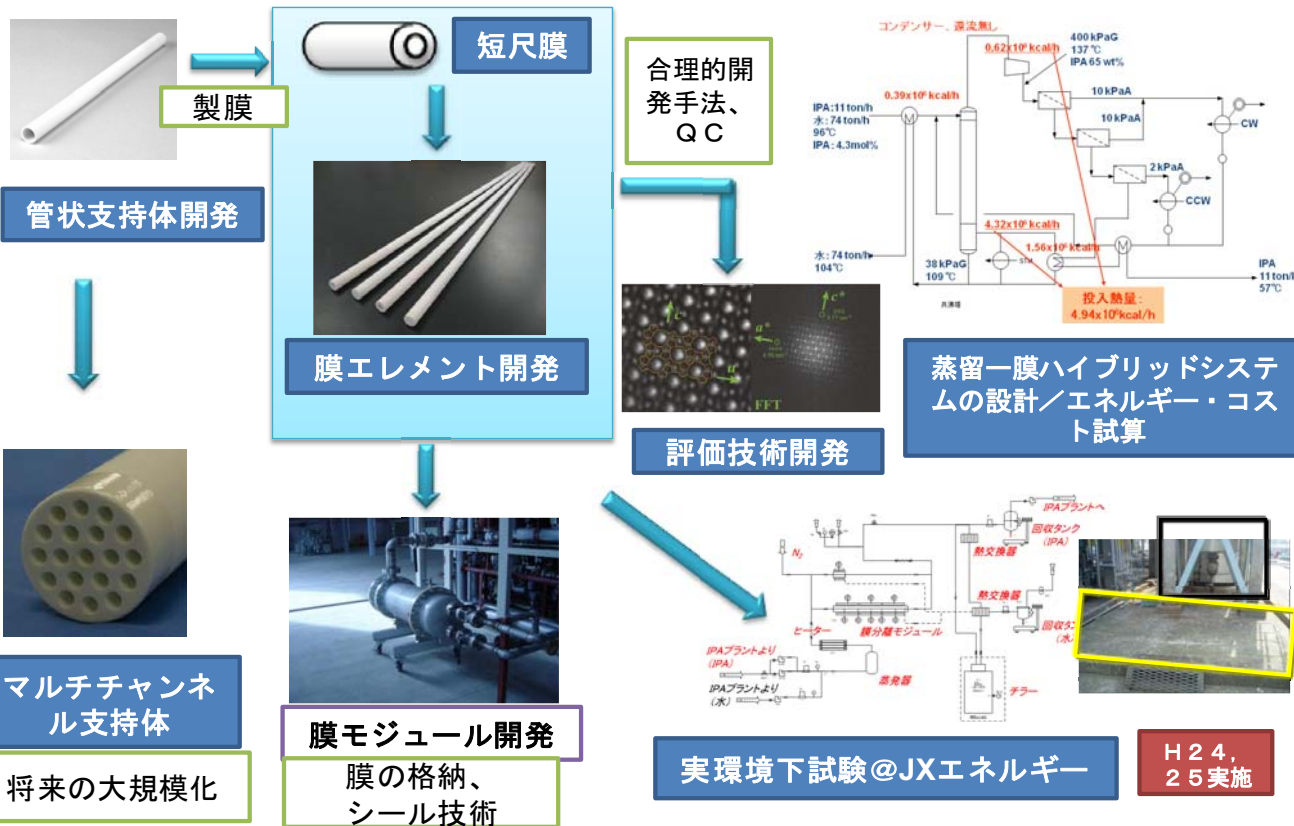 短尺膜
製膜
管状支持体開発
膜エレメント開発
合理的開
発手法、
ＱＣ
評価技術開発
c
a*
c*
a*
FFT
コンデンサー、還流無し
0.62x10⁶ kcal/h
400 kPaG
137℃
IPA 65 wt%
0.39x10⁶ kcal/h
IPA:11 ton/h
水: 74 ton/h
96℃
IPA: 4.3mol%
10 kPaA
10 kPaA
2 kPaA
CW
CCW
4.32x10⁶ kcal/h
1.56x10⁶ kcal/h
水: 74 ton/h
104℃
38 kPaG
109℃
共沸塔
IPA
11 ton/h
57℃
投入熱量:
4.94x10⁶kcal/h
蒸留ー膜ハイブリッドシステ
ムの設計／エネルギー・コス
ト試算
マルチチャンネ
ル支持体
将来の大規模化
膜モジュール開発
膜の格納、
シール技術
IPAプラントへ
回収タンク
(IPA)
N₂
熱交換器
熱交換器
回収タン
(水)
ヒーター
膜分離モジュール
IPAプラントより
(IPA)
IPAプラントより
(水)
蒸発器
チラー
実環境下試験@JXエネルギー
Ｈ２４，
２５実施